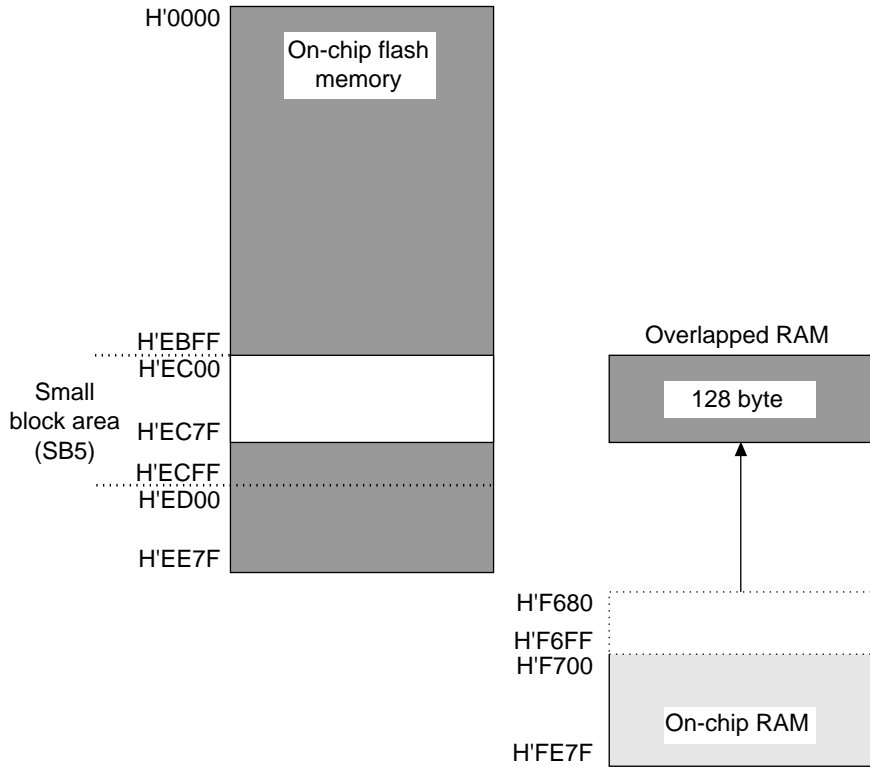 H'0000
On-chip flash
memory
H'EBFF
H'EC00
Small
block area
(SB5)
H'EC7F
H'ECFF
H'ED00
H'EE7F
Overlapped RAM
128 byte
H'F680
H'F6FF
H'F700
On-chip RAM
H'FE7F